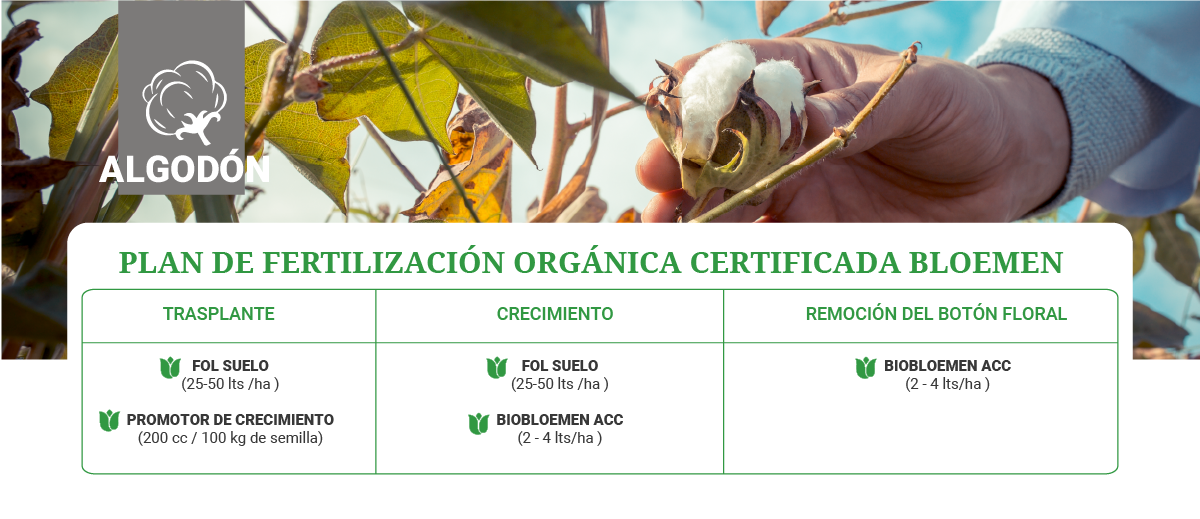 ALGODÓN
PLAN DE FERTILIZACIÓN ORGÁNICA CERTIFICADA BLOEMEN
TRASPLANTE
FOL SUELO
(25-50 lts /ha )
PROMOTOR DE CRECIMIENTO
(200 cc / 100 kg de semilla)
CRECIMIENTO
FOL SUELO
(25-50 lts /ha )
BIOBLOEMEN ACC
(2 - 4 lts/ha )
REMOCIÓN DEL BOTÓN FLORAL
BIOBLOEMEN ACC
(2 - 4 lts/ha )